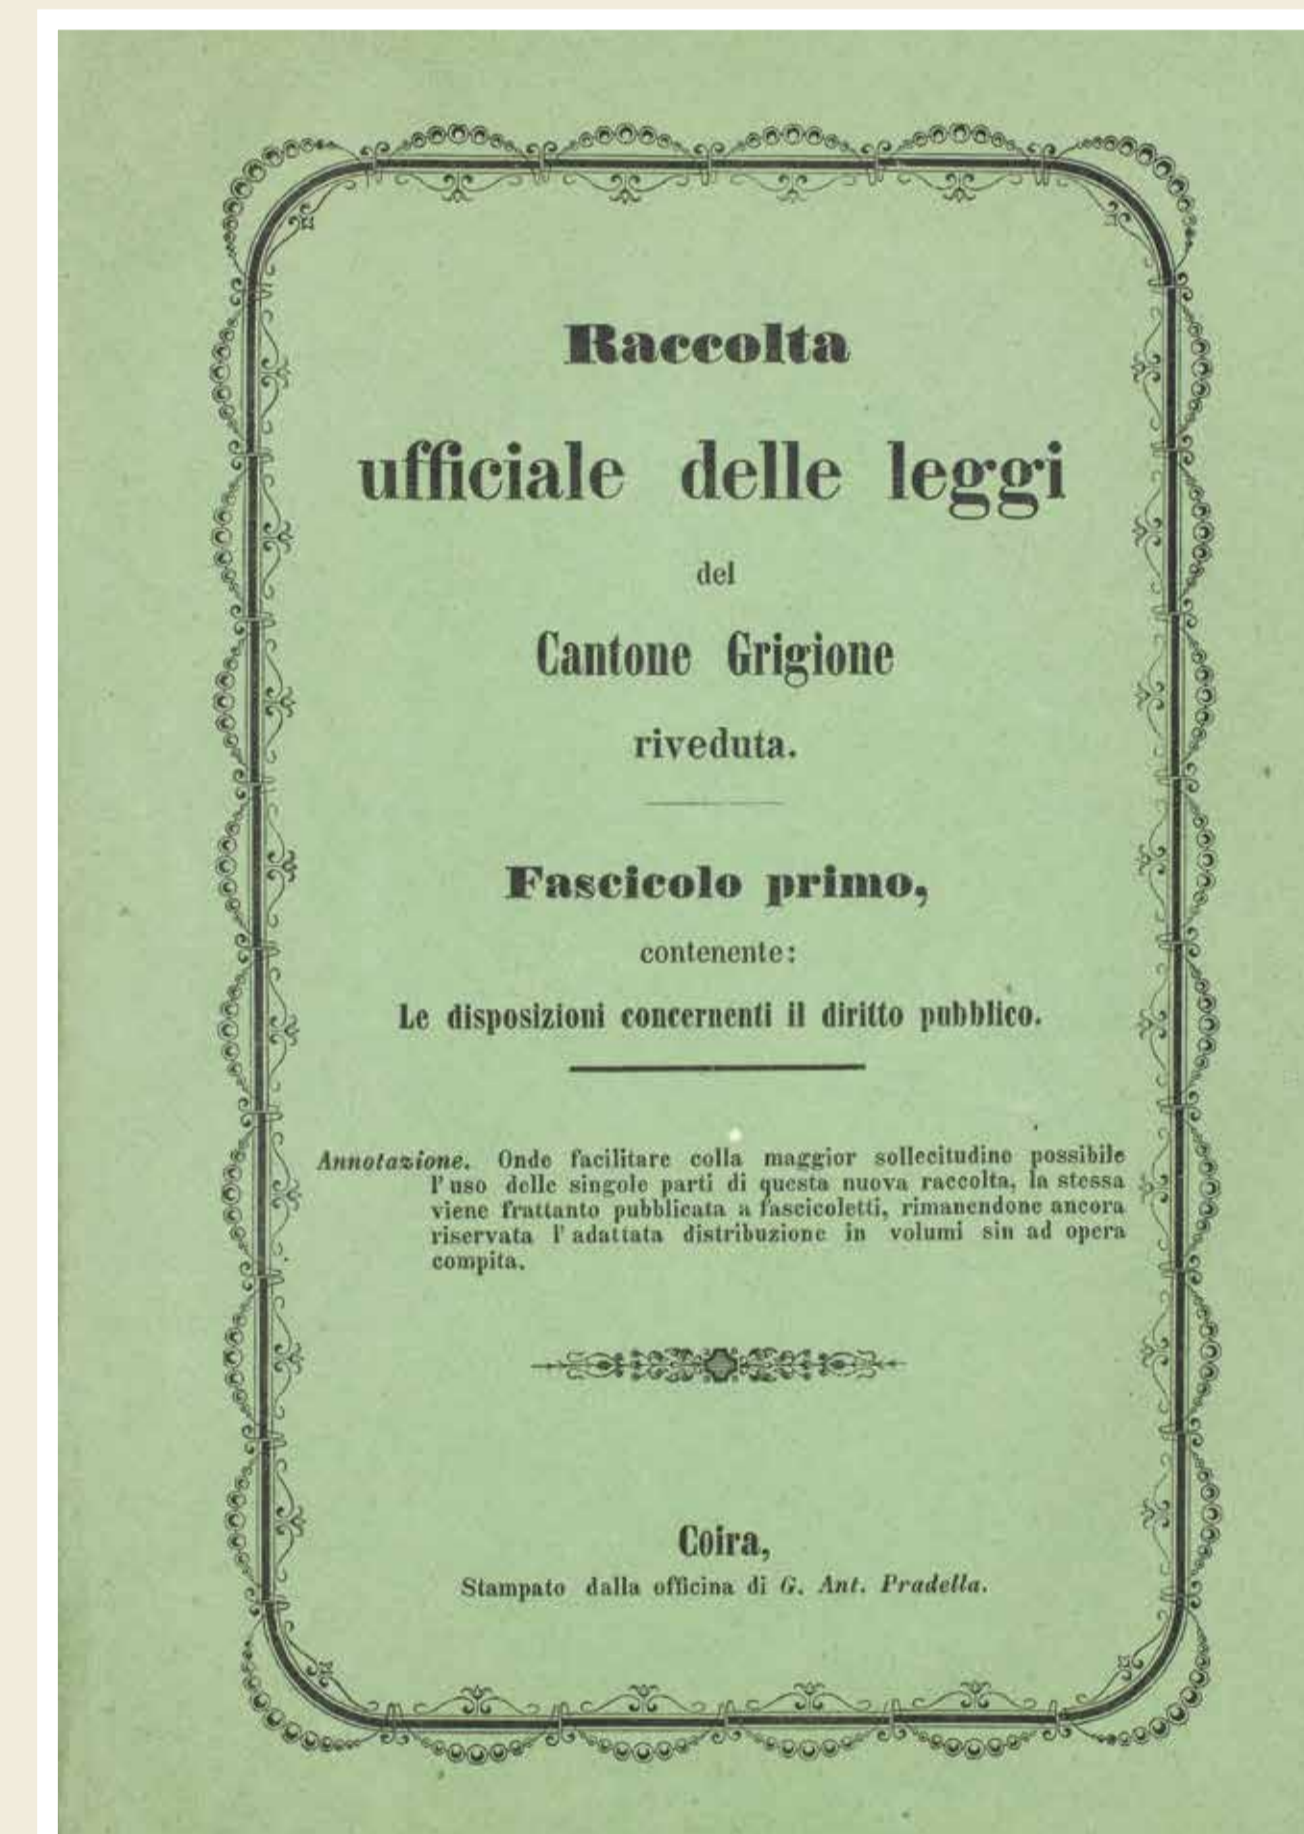 Raccolta
ufficiale delle leggi
del
Cantone Grigione
riveduta.
Fascicolo primo,
contenente:
Le disposizioni concernenti il diritto pubblico.
Annotazione. Onde facilitare colla maggior sollecitudine possibile
l'uso delle singole parti di questa nuova raccolta, la stessa
viene frattanto pubblicata a fascicoletti, rimanendone ancora
riservata l'adattata distribuzione in volumi sin ad opera
compita.
Coira,
Stampato dalla officina di G. Ant. Pradella.